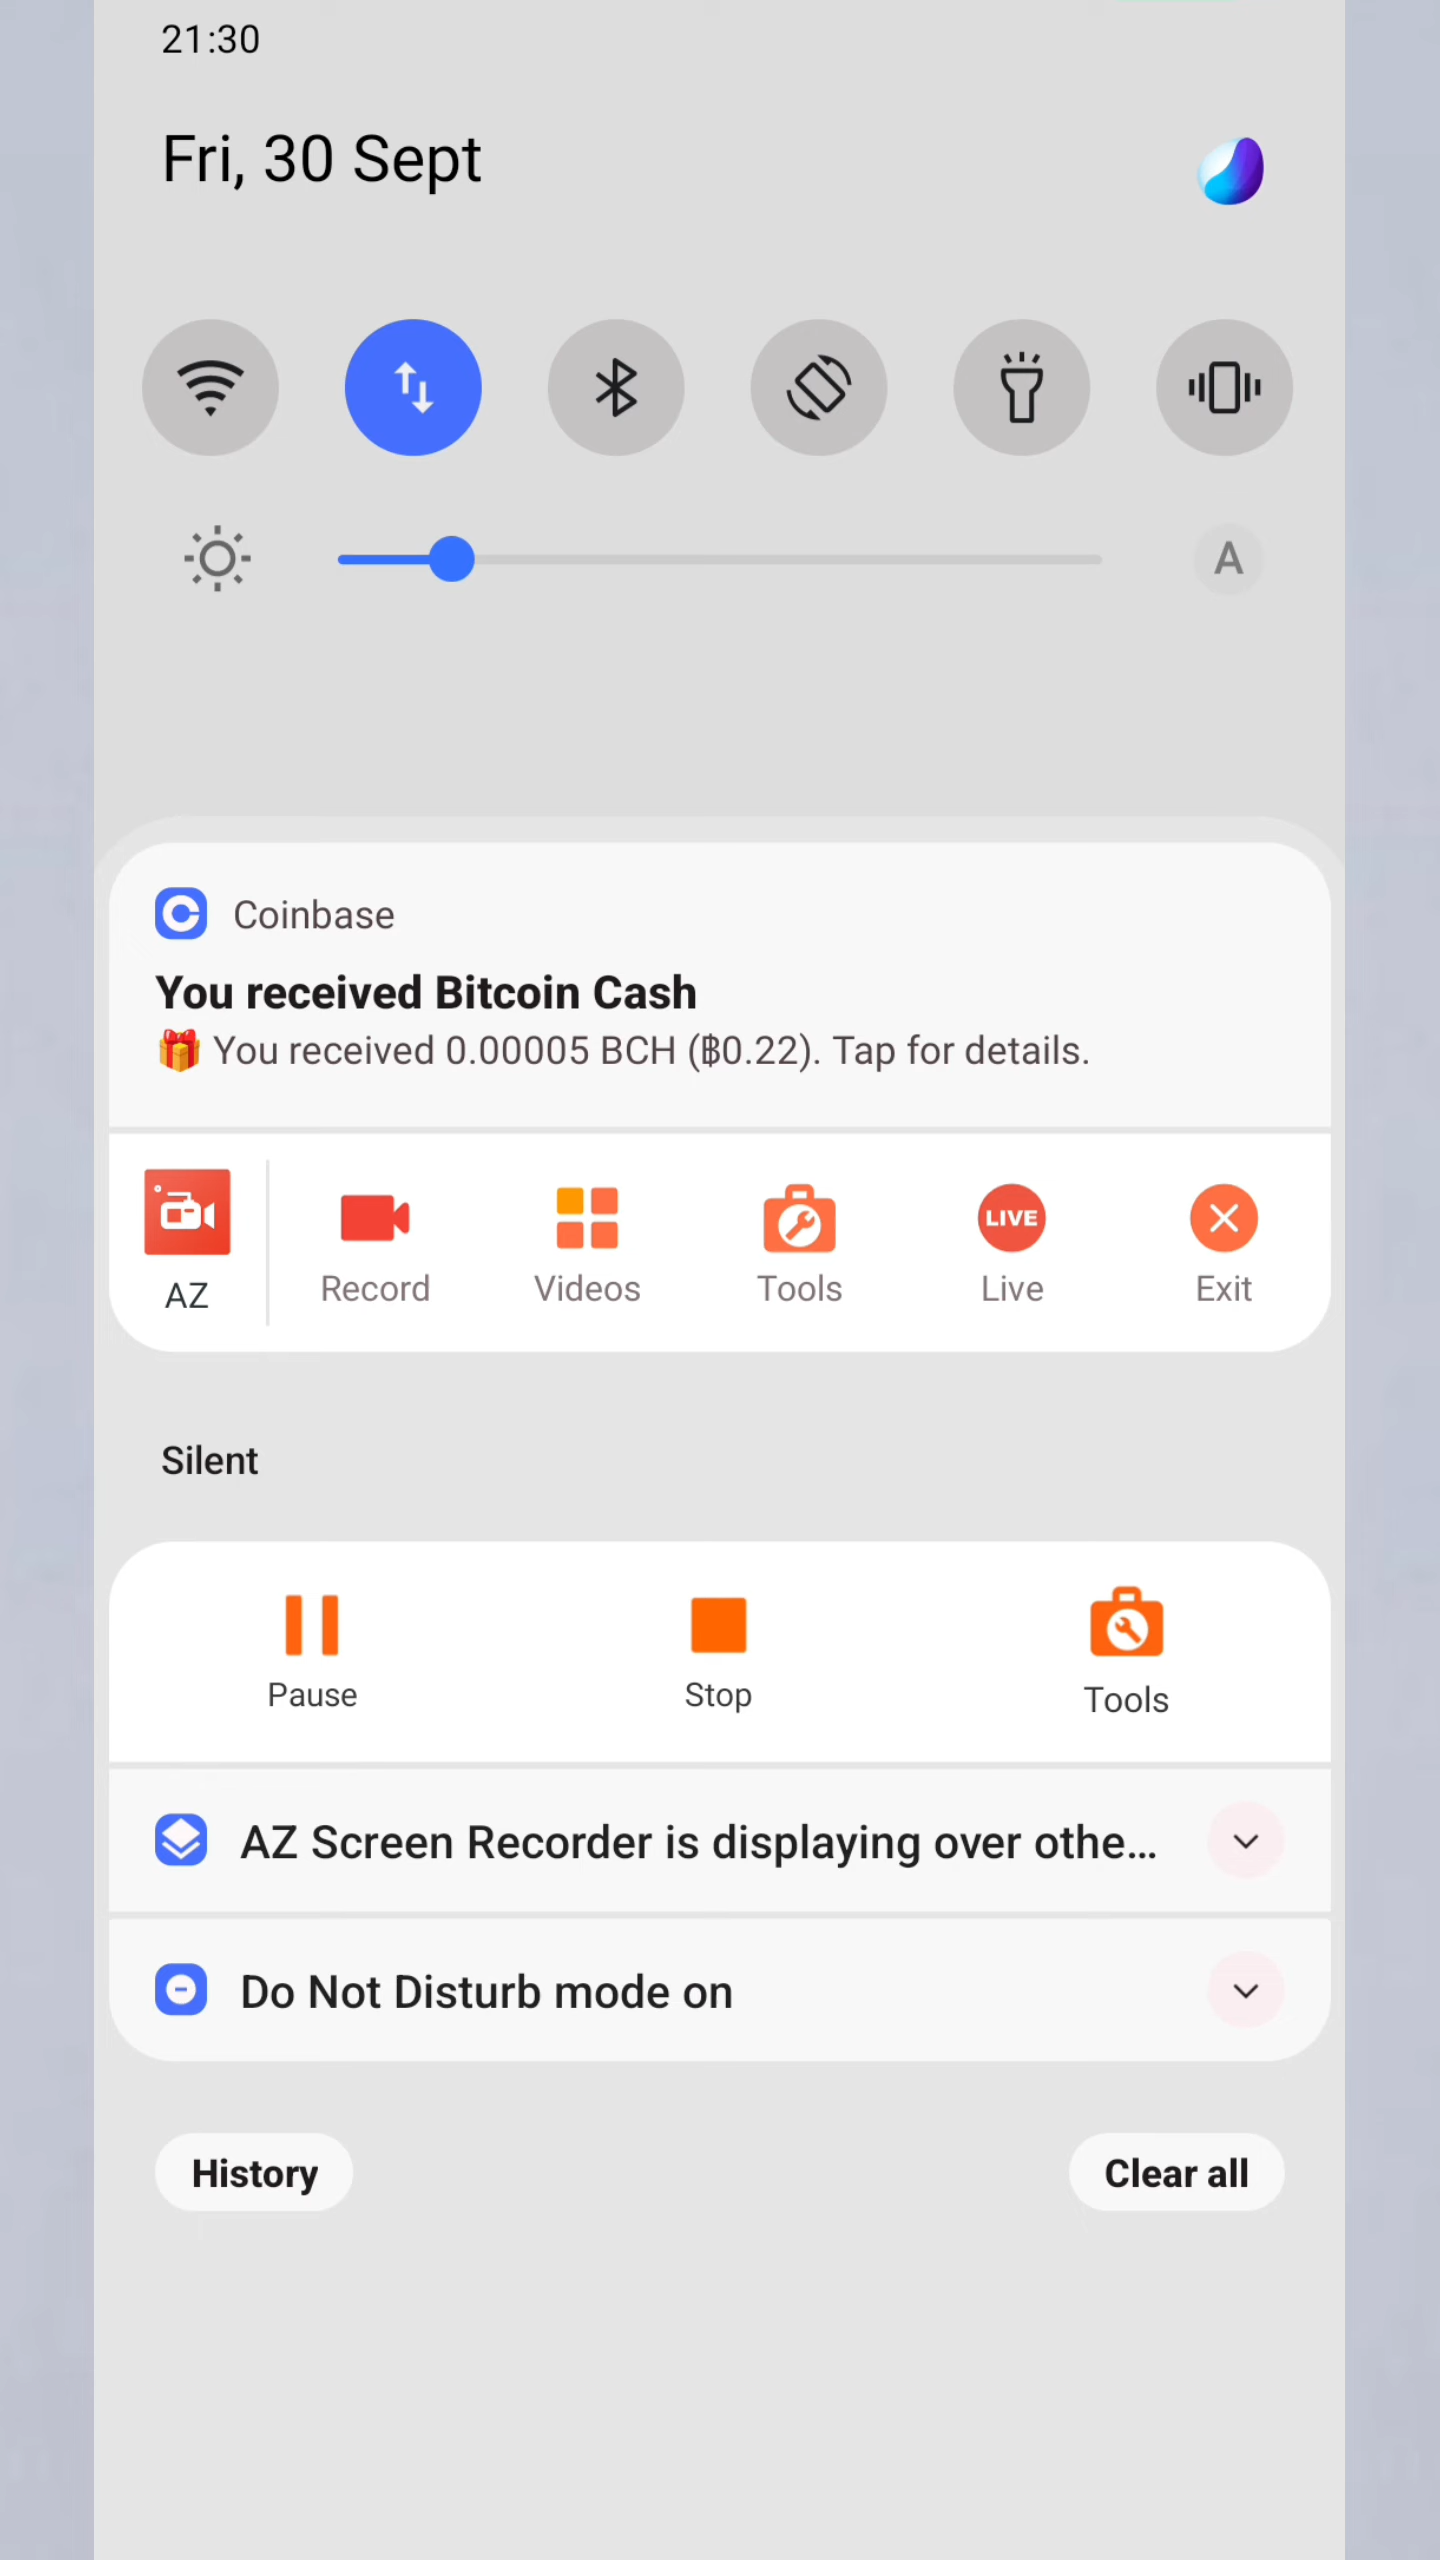 21:30
Fri, 30 Sept
A
Coinbase
You received Bitcoin Cash
🎁 You received 0.00005 BCH (฿0.22). Tap for details.
AZ
Record
Videos
Tools
LIVE
Live
Exit
Silent
Pause
Stop
Tools
AZ Screen Recorder is displaying over othe...
Do Not Disturb mode on
History
Clear all